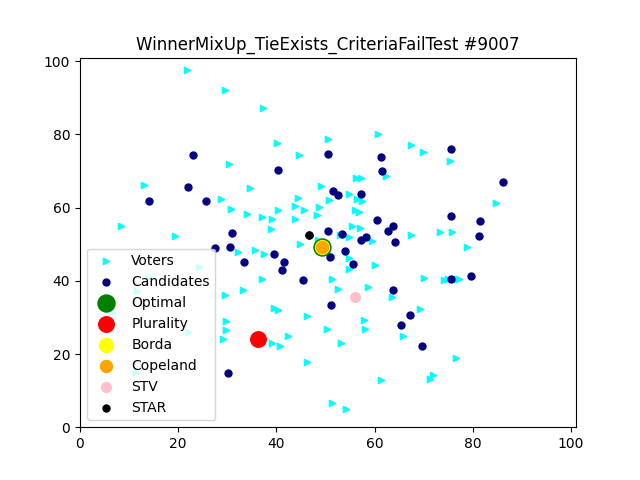 WinnerMixUp_TieExists_CriteriaFailTest #9007
100
80
60
40
20
0
Voters
Candidates
Optimal
Plurality
Borda
Copeland
STV
STAR
0 20 40 60 80 100